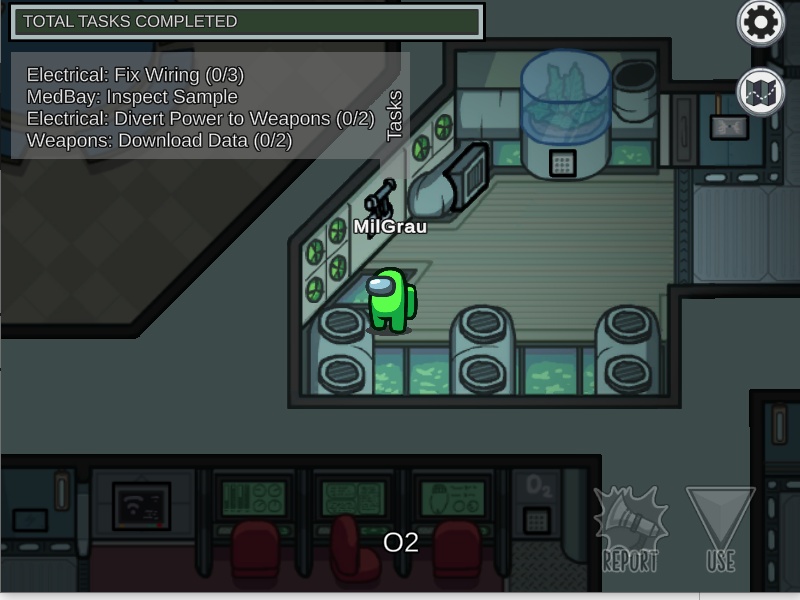 TOTAL TASKS COMPLETED
Electrical: Fix Wiring (0/3)
MedBay: Inspect Sample
Electrical: Divert Power to Weapons (0/2)
Weapons: Download Data (0/2)
Tasks
MilGrau
O2
O2
REPORT
USE